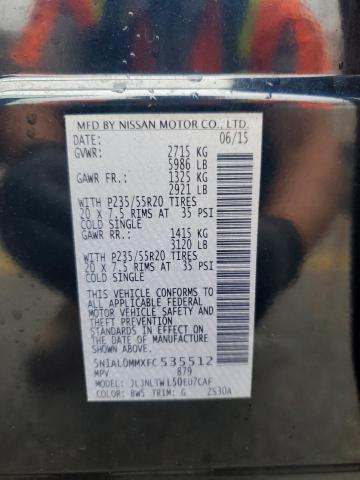 MFD BY NISSAN MOTOR CO., LTD.
DATE: 06/15
GVWR: 2715 KG
5986 LB
GAWR FR.: 1325 KG
2921 LB
WITH P235/55R20 TIRES
20 X 7.5 RIMS AT 35 PSI
COLD SINGLE
GAWR RR.: 1415 KG
3120 LB
WITH P235/55R20 TIRES
20 X 7.5 RIMS AT 35 PSI
COLD SINGLE
THIS VEHICLE CONFORMS TO
ALL APPLICABLE FEDERAL
MOTOR VEHICLE SAFETY AND
THEFT PREVENTION STANDARDS
IN EFFECT ON THE DATE OF
MANUFACTURE SHOWN ABOVE.
5N1AL0MMXFC535512
MPV 879
MODEL: JLJNLTWL50EU7CAF
COLOR: BW5 TRIM: G ZS30A